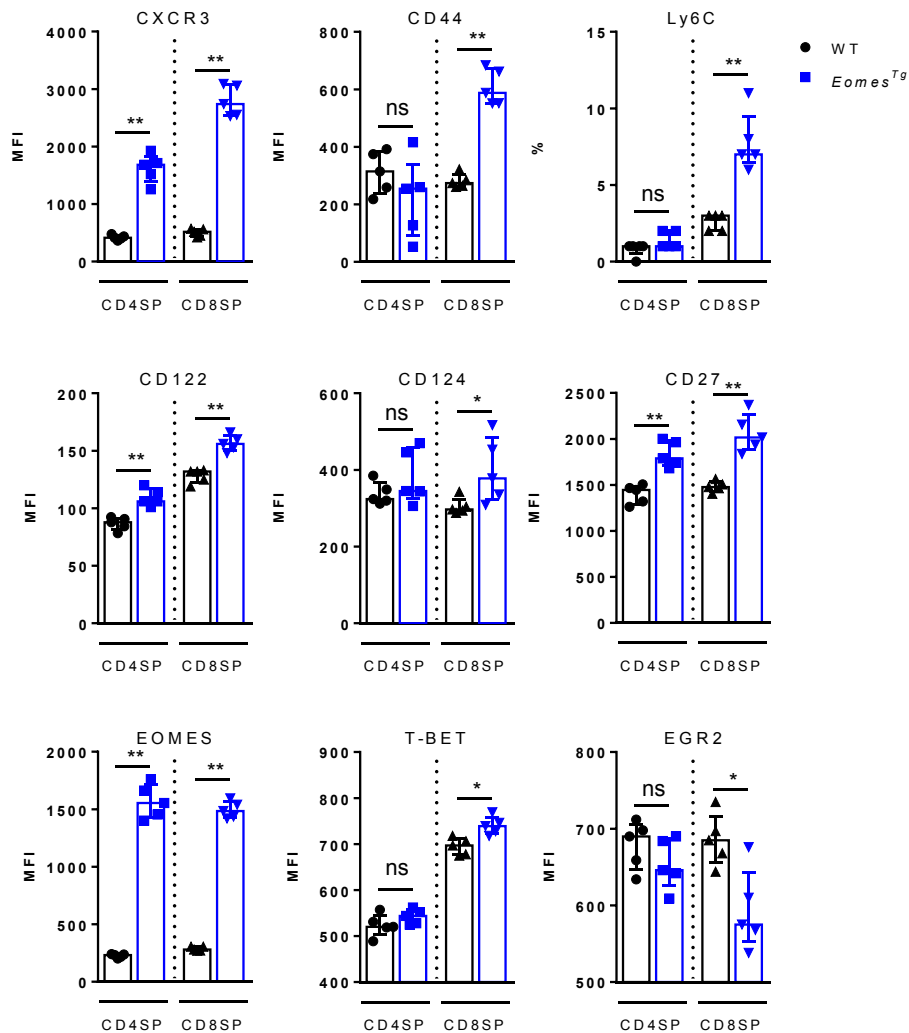 CXCR3
MFI
4000
3000
2000
1000
0
**
**
CD4SP CD8SP
CD44
MFI
800
600
400
200
0
ns
**
CD4SP CD8SP
Ly6C
%
15
10
5
0
ns
**
CD4SP CD8SP
WT
Eomes^Tg
CD122
MFI
200
150
100
50
0
**
**
CD4SP CD8SP
CD124
MFI
600
400
200
0
ns
*
CD4SP CD8SP
CD27
MFI
2500
2000
1500
1000
500
0
**
**
CD4SP CD8SP
EOMES
MFI
2000
1500
1000
500
0
**
**
CD4SP CD8SP
T-BET
MFI
900
800
700
600
500
400
ns
*
CD4SP CD8SP
EGR2
MFI
800
700
600
500
ns
*
CD4SP CD8SP